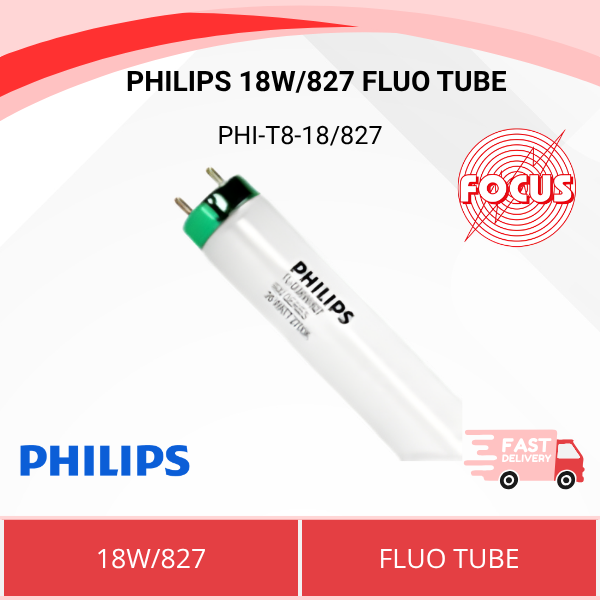 PHILIPS 18W/827 FLUO TUBE
PHI-T8-18/827
FOCUS
PHILIPS
PHILIPS
FAST
DELIVERY
18W/827
FLUO TUBE